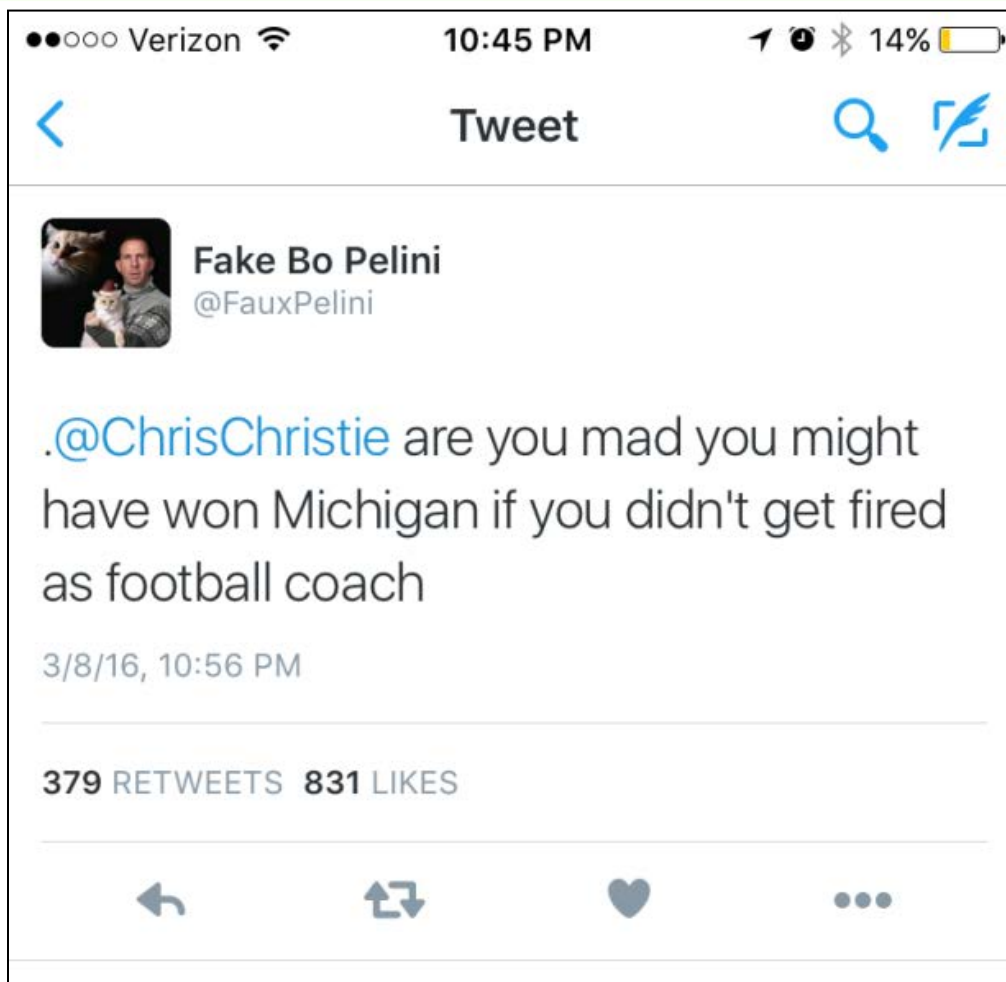 Verizon 10:45 PM 14%
Tweet
Fake Bo Pelini
@FauxPelini
.@ChrisChristie are you mad you might
have won Michigan if you didn't get fired
as football coach
3/8/16, 10:56 PM
379 RETWEETS 831 LIKES